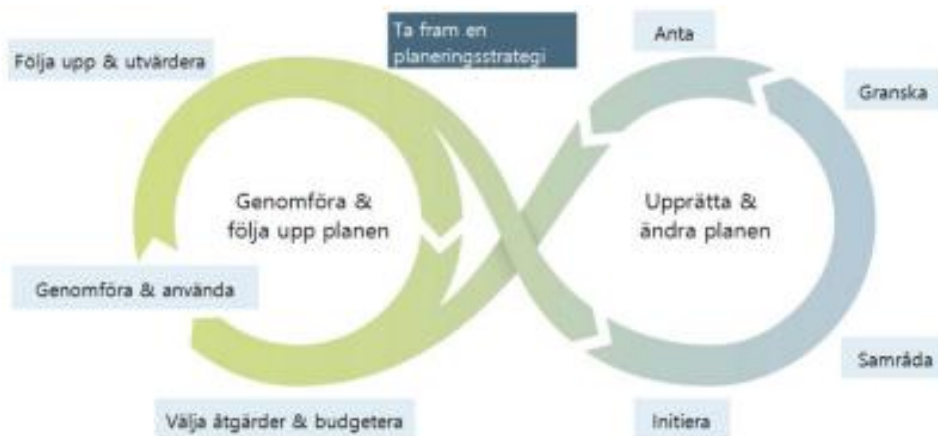 Ta fram en
planeringsstrategi
Anta
Följa upp & utvärdera
Granska
Genomföra &
följa upp planen
Upprätta &
ändra planen
Genomföra & använda
Samråda
Välja åtgärder & budgetera
Initiera